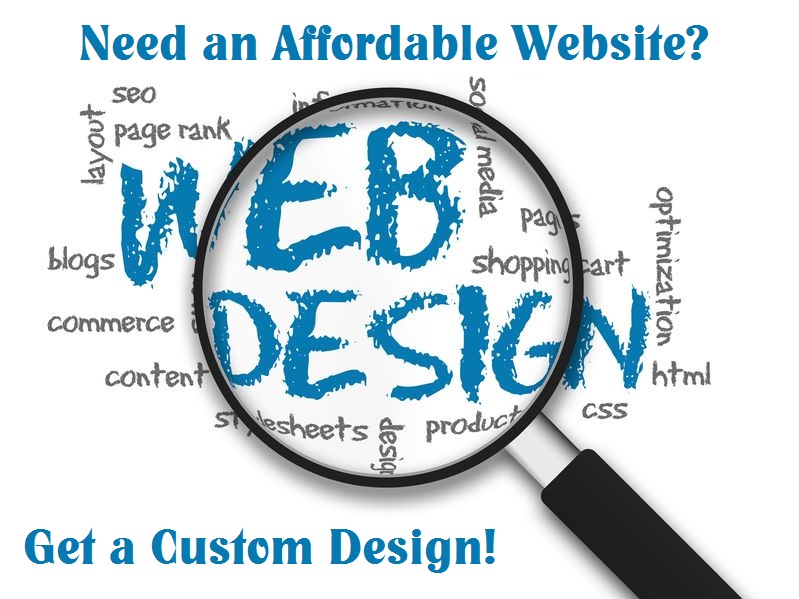 Need an Affordable Website?
seo
information
social media
layout
page rank
WEB
pages
optimization
blogs
shopping cart
commerce
DESIGN
content
html
css
stylesheets
design
product
Get a Custom Design!